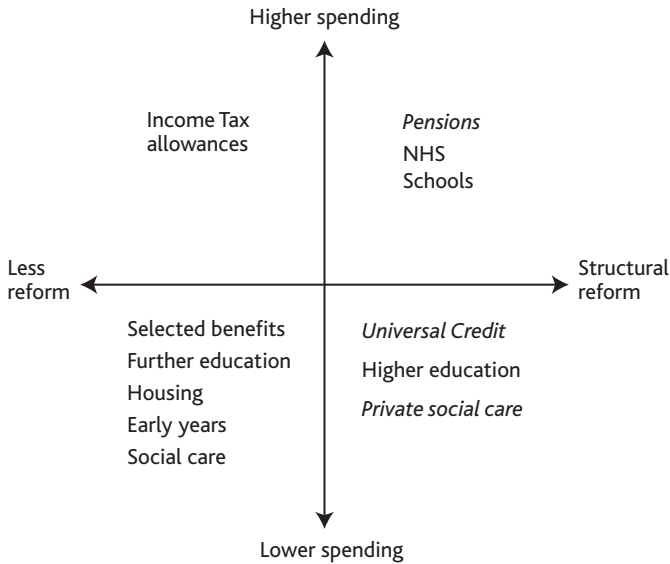 Higher spending
Income Tax
allowances
Pensions
NHS
Schools
Less
reform
Structural
reform
Selected benefits
Further education
Housing
Early years
Social care
Universal Credit
Higher education
Private social care
Lower spending